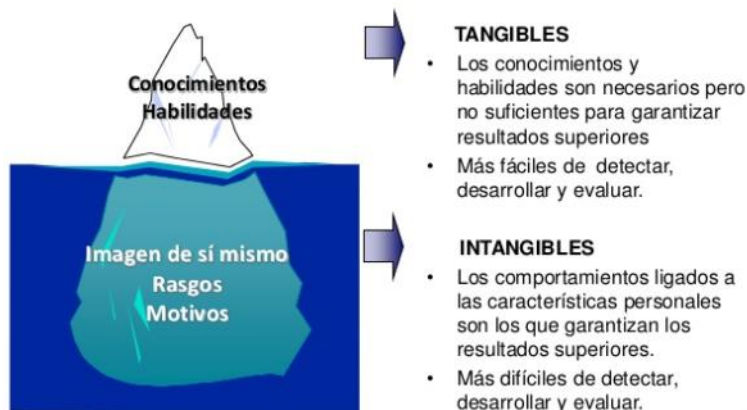 Conocimientos
Habilidades
Imagen de sí mismo
Rasgos
Motivos
TANGIBLES
• Los conocimientos y
habilidades son necesarios pero
no suficientes para garantizar
resultados superiores
• Más fáciles de detectar,
desarrollar y evaluar.
INTANGIBLES
• Los comportamientos ligados a
las características personales
son los que garantizan los
resultados superiores.
• Más difíciles de detectar,
desarrollar y evaluar.